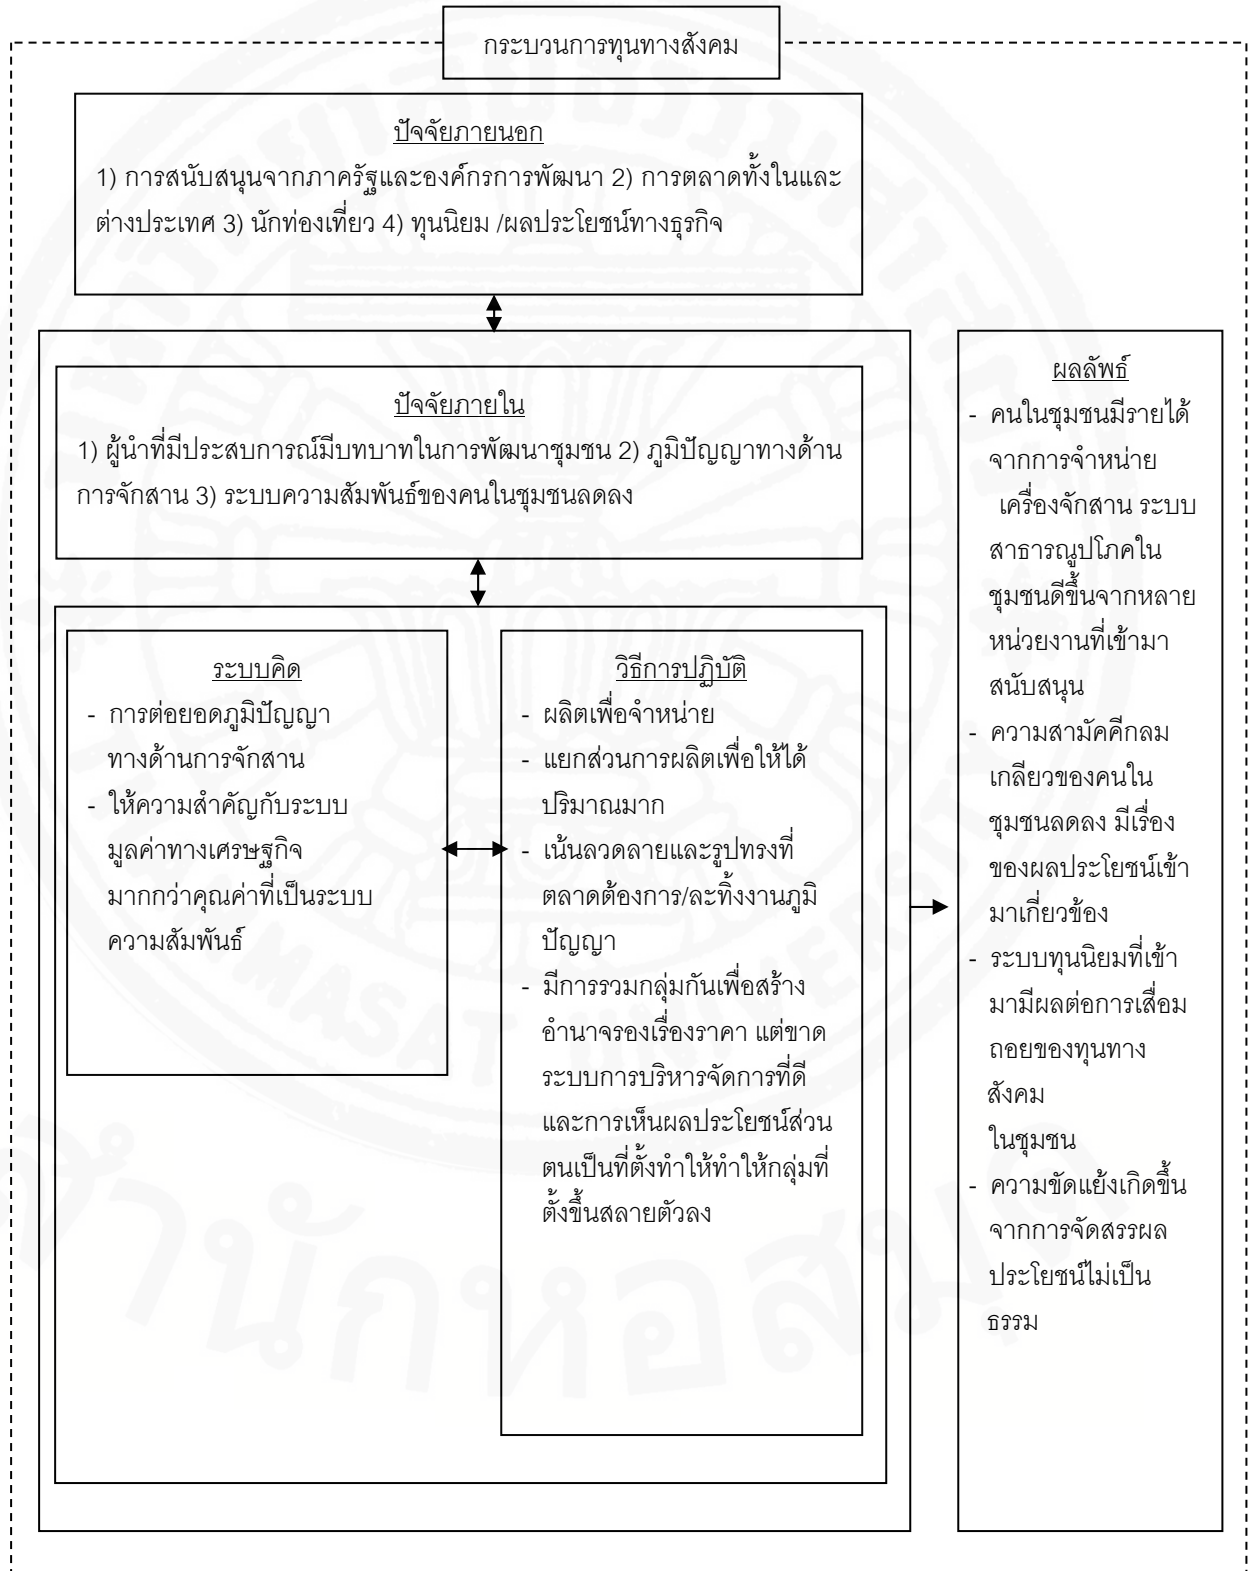 กระบวนการทุนทางสังคม
ปัจจัยภายนอก
1) การสนับสนุนจากภาครัฐและองค์กรการพัฒนา 2) การตลาดทั้งในและ
ต่างประเทศ 3) นักท่องเที่ยว 4) ทุนนิยม /ผลประโยชน์ทางธุรกิจ
ปัจจัยภายใน
1) ผู้นำที่มีประสบการณ์มีบทบาทในการพัฒนาชุมชน 2) ภูมิปัญญาทางด้าน
การจักสาน 3) ระบบความสัมพันธ์ของคนในชุมชนลดลง
ระบบคิด
- การต่อยอดภูมิปัญญา
ทางด้านการจักสาน
- ให้ความสำคัญกับระบบ
มูลค่าทางเศรษฐกิจ
มากกว่าคุณค่าที่เป็นระบบ
ความสัมพันธ์
วิธีการปฏิบัติ
- ผลิตเพื่อจำหน่าย
- แยกส่วนการผลิตเพื่อให้ได้
ปริมาณมาก
- เน้นลวดลายและรูปทรงที่
ตลาดต้องการ/ละทิ้งงานภูมิ
ปัญญา
- มีการรวมกลุ่มกันเพื่อสร้าง
อำนาจรองเรื่องราคา แต่ขาด
ระบบการบริหารจัดการที่ดี
และการเห็นผลประโยชน์ส่วน
ตนเป็นที่ตั้งทำให้ทำให้กลุ่มที่
ตั้งขึ้นสลายตัวลง
ผลลัพธ์
- คนในชุมชนมีรายได้
จากการจำหน่าย
เครื่องจักสาน ระบบ
สาธารณูปโภคใน
ชุมชนดีขึ้นจากหลาย
หน่วยงานที่เข้ามา
สนับสนุน
- ความสามัคคีกลม
เกลียวของคนใน
ชุมชนลดลง มีเรื่อง
ของผลประโยชน์เข้า
มาเกี่ยวข้อง
- ระบบทุนนิยมที่เข้า
มามีผลต่อการเสื่อม
ถอยของทุนทาง
สังคม
ในชุมชน
- ความขัดแย้งเกิดขึ้น
จากการจัดสรรผล
ประโยชน์ไม่เป็น
ธรรม
สำนักหอสมุด